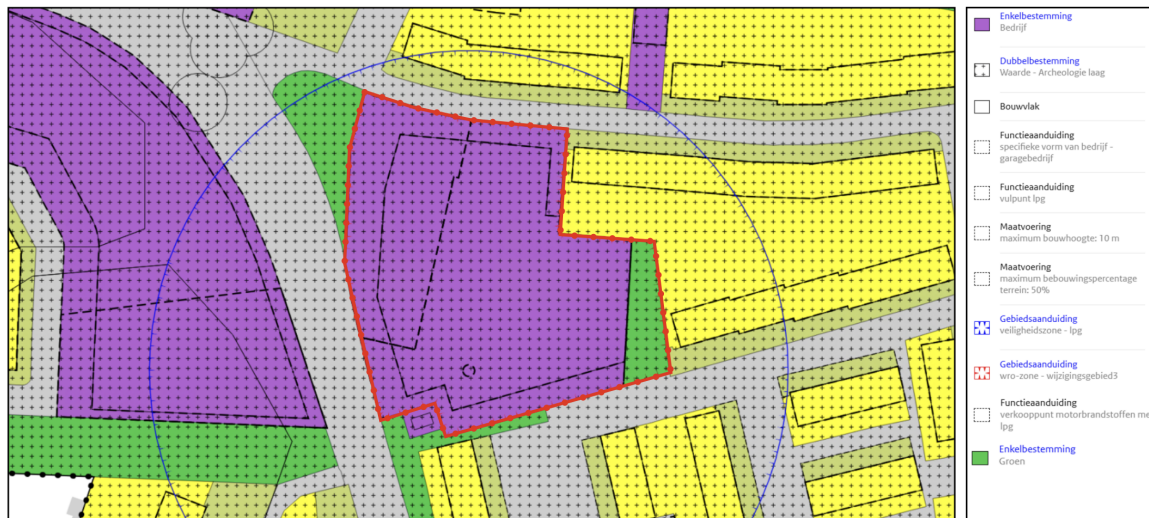 Enkelbestemming
Bedrijf
Dubbelbestemming
Waarde - Archeologie laag
Bouwvlak
Functieaanduiding
specifieke vorm van bedrijf -
garagebedrijf
Functieaanduiding
vulpunt lpg
Maatvoering
maximum bouwhoogte: 10 m
Maatvoering
maximum bebouwingspercentage
terrein: 50%
Gebiedsaanduiding
veiligheidszone - lpg
Gebiedsaanduiding
wro-zone - wijzigingsgebied3
Functieaanduiding
verkooppunt motorbrandstoffen me
lpg
Enkelbestemming
Groen